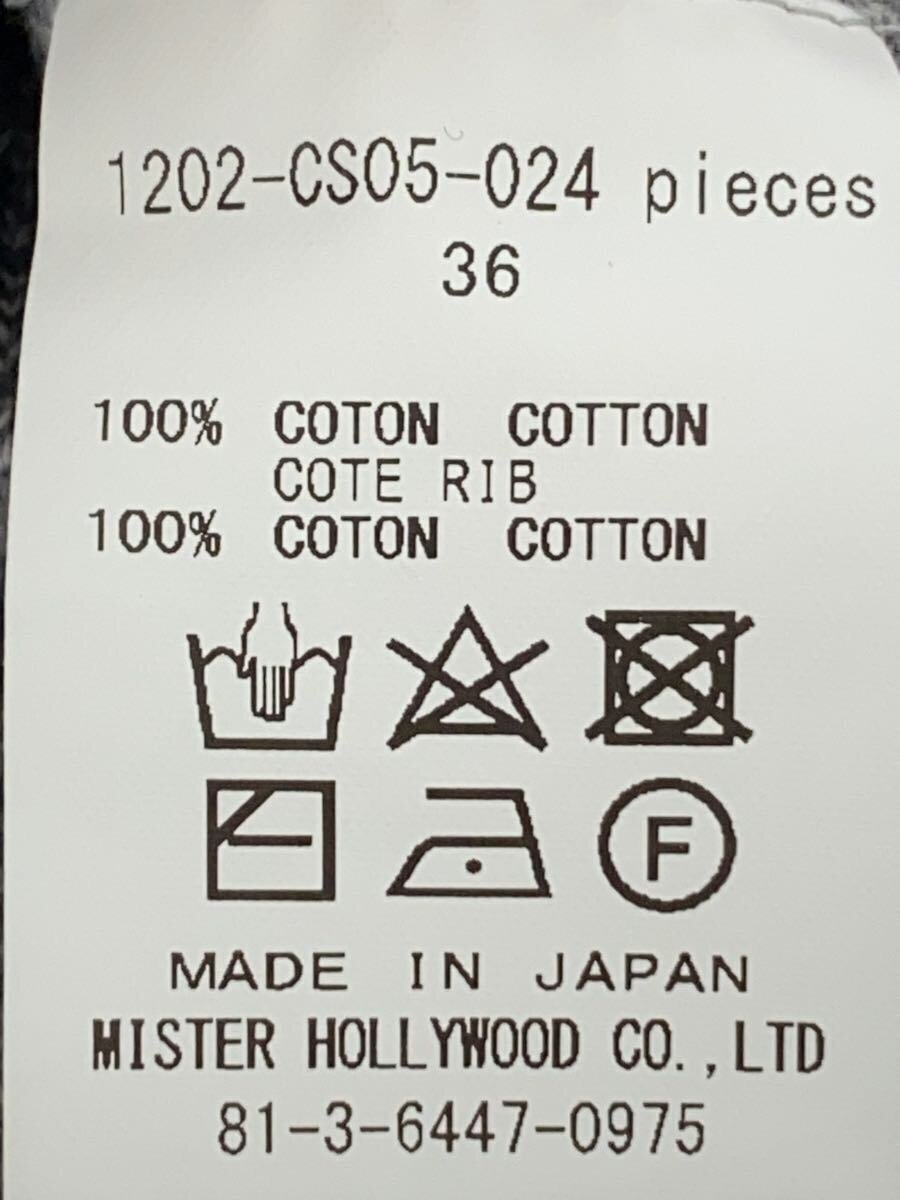 1202-CS05-024 pieces
36
100% COTON COTTON
COTE RIB
100% COTON COTTON
F
MADE IN JAPAN
MISTER HOLLYWOOD CO.,LTD
81-3-6447-0975